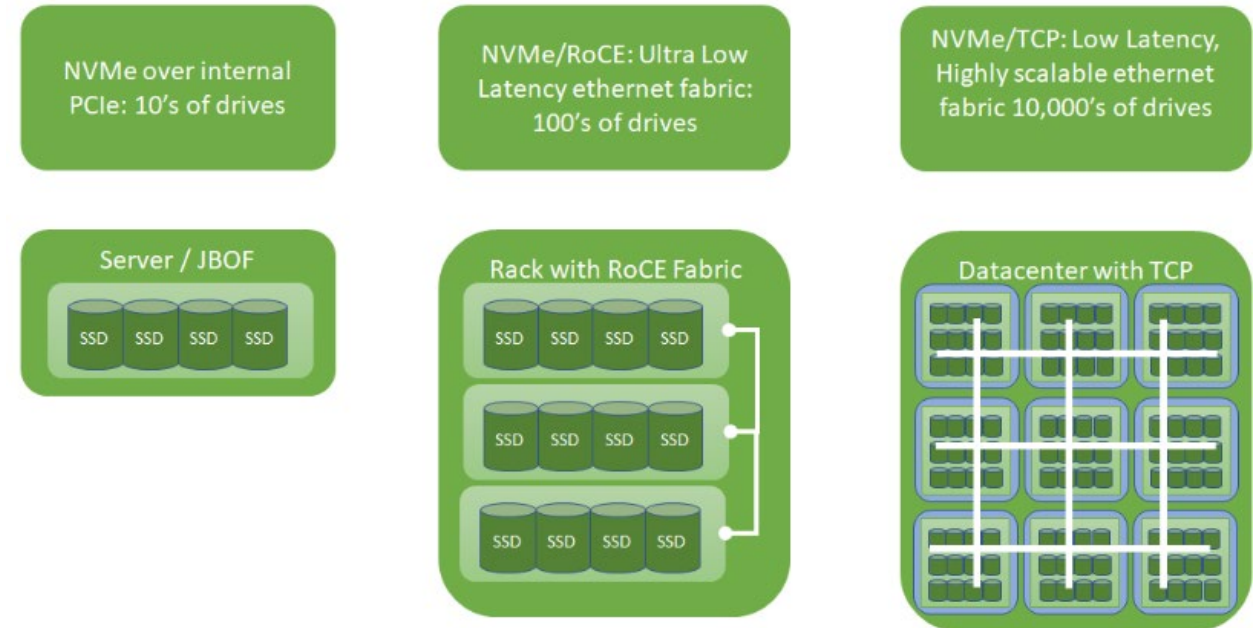 NVMe over internal
PCIe: 10's of drives
NVMe/RoCE: Ultra Low
Latency ethernet fabric:
100's of drives
NVMe/TCP: Low Latency,
Highly scalable ethernet
fabric 10,000's of drives
Server / JBOF
SSD SSD SSD SSD
Rack with RoCE Fabric
SSD SSD SSD SSD
SSD SSD SSD SSD
SSD SSD SSD SSD
Datacenter with TCP